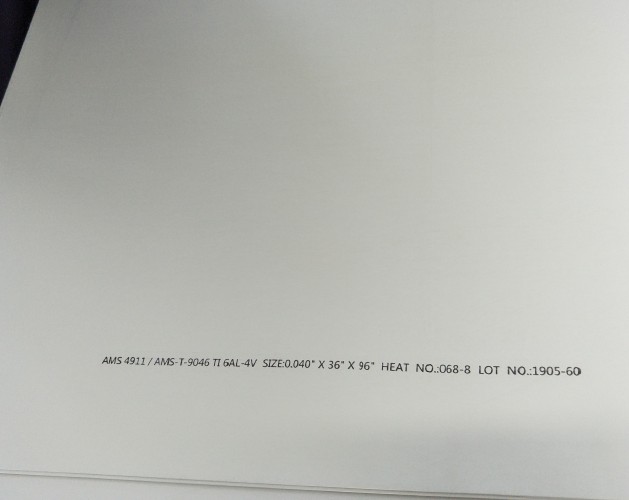 AMS 4911 / AMS-T-9046 TI 6AL-4V SIZE:0.040" X 36" X 96" HEAT NO.:068-8 LOT NO.:1905-60